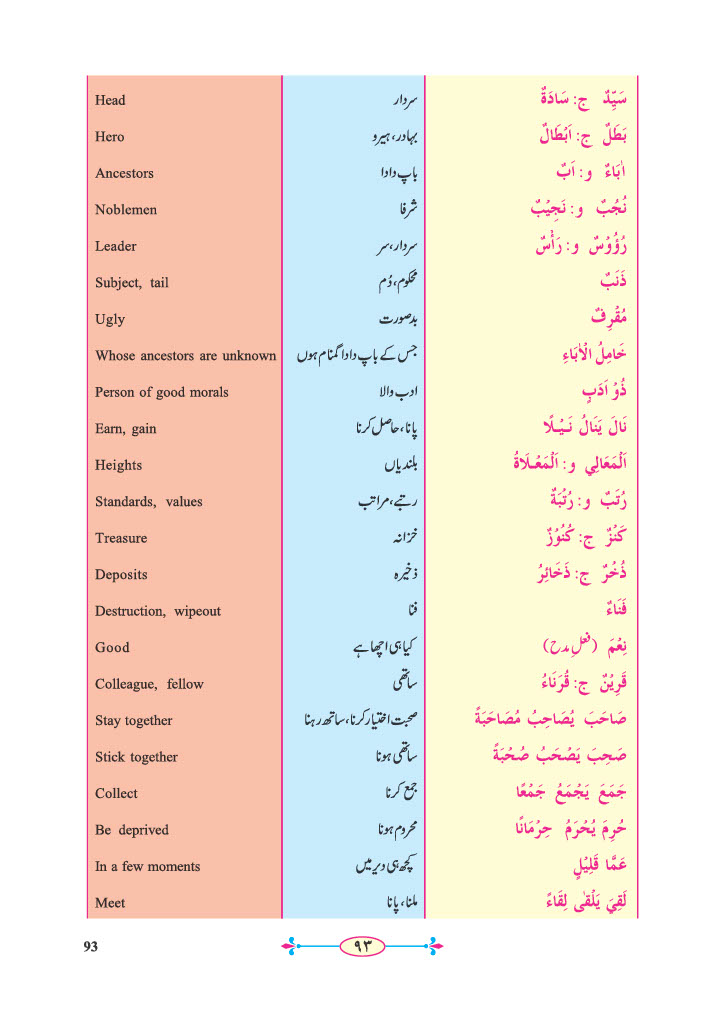 Head سردار سَيِّدٌ ج: سَادَةٌ
Hero بہادر، ہیرو بَطَلٌ ج: اَبْطَالٌ
Ancestors باپ دادا اٰبَاءٌ و: اَبٌ
Noblemen شرفا نُجُبٌ و: نَجِيْبٌ
Leader سردار، سر رُؤُوْسٌ و: رَأْسٌ
Subject, tail محکوم، دُم ذَنَبٌ
Ugly بدصورت مُقْرِفٌ
Whose ancestors are unknown جس کے باپ دادا گمنام ہوں خَامِلُ الْاٰبَاءِ
Person of good morals ادب والا ذُوْ اَدَبٍ
Earn, gain پانا، حاصل کرنا نَالَ يَنَالُ نَيْلًا
Heights بلندیاں اَلْمَعَالِي و: اَلْمَعْلَاةُ
Standards, values رتبے، مراتب رُتَبٌ و: رُتْبَةٌ
Treasure خزانہ كَنْزٌ ج: كُنُوْزٌ
Deposits ذخیرہ ذُخْرٌ ج: ذَخَائِرُ
Destruction, wipeout فنا فَنَاءٌ
Good کیا ہی اچھا ہے نِعْمَ (فعلِ مدح)
Colleague, fellow ساتھی قَرِيْنٌ ج: قُرَنَاءُ
Stay together صحبت اختیار کرنا، ساتھ رہنا صَاحَبَ يُصَاحِبُ مُصَاحَبَةً
Stick together ساتھی ہونا صَحِبَ يَصْحَبُ صُحْبَةً
Collect جمع کرنا جَمَعَ يَجْمَعُ جَمْعًا
Be deprived محروم ہونا حُرِمَ يُحْرَمُ حِرْمَانًا
In a few moments کچھ ہی دیر میں عَمَّا قَلِيْلٍ
Meet ملنا، پانا لَقِيَ يَلْقٰى لِقَاءً
93 ۹۳